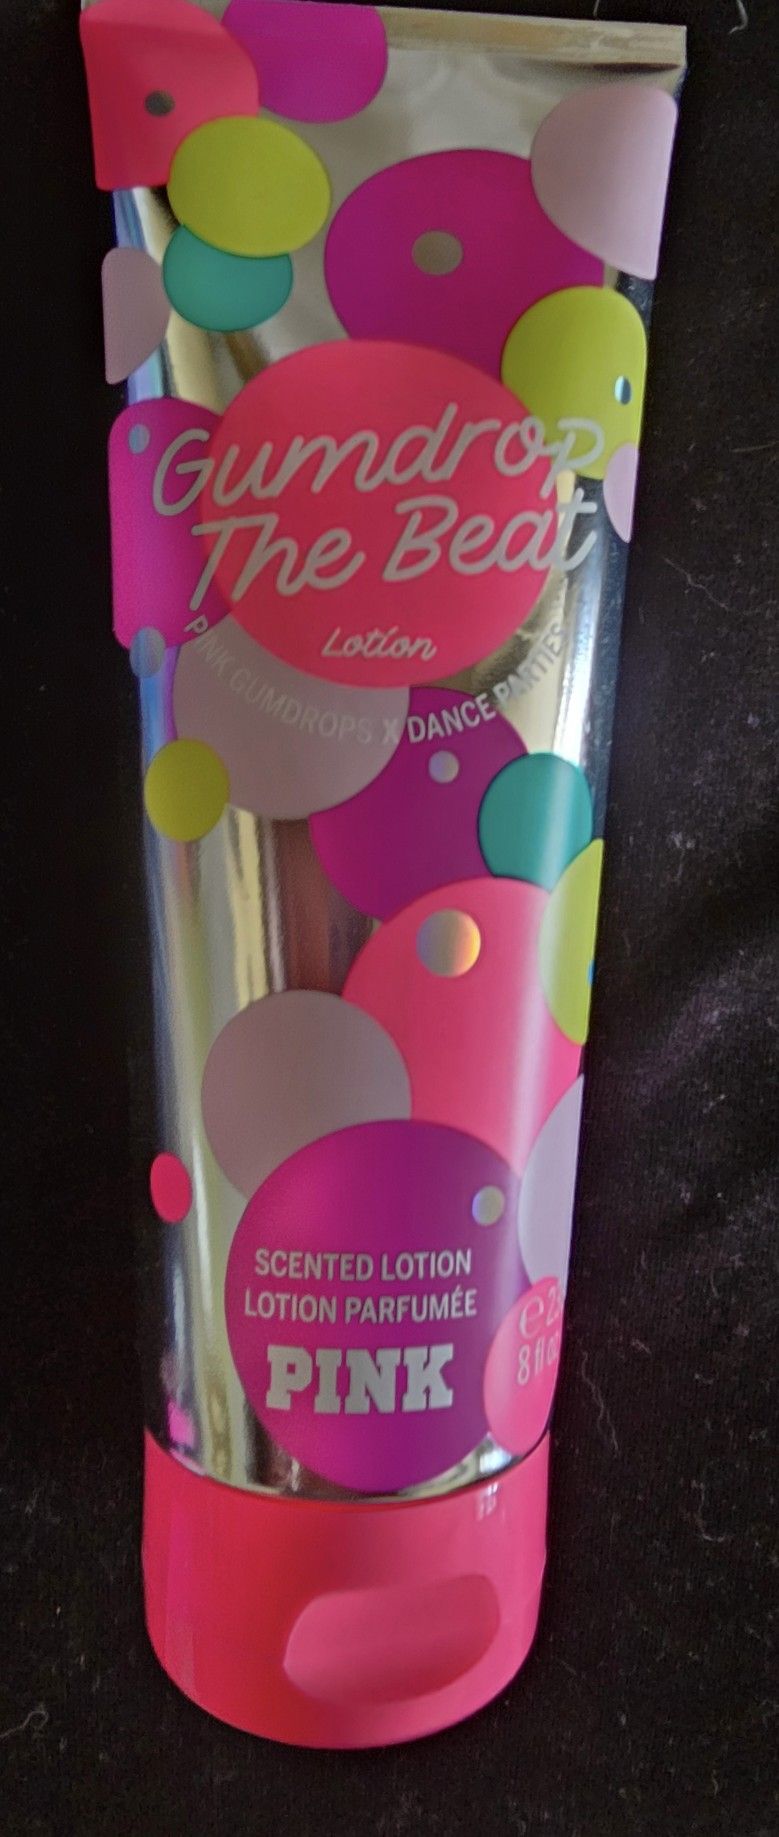 Gumdrop
The Beat
Lotion
PINK GUMDROPS X DANCE PARTIES
SCENTED LOTION
LOTION PARFUMÉE
PINK
e
8 fl oz